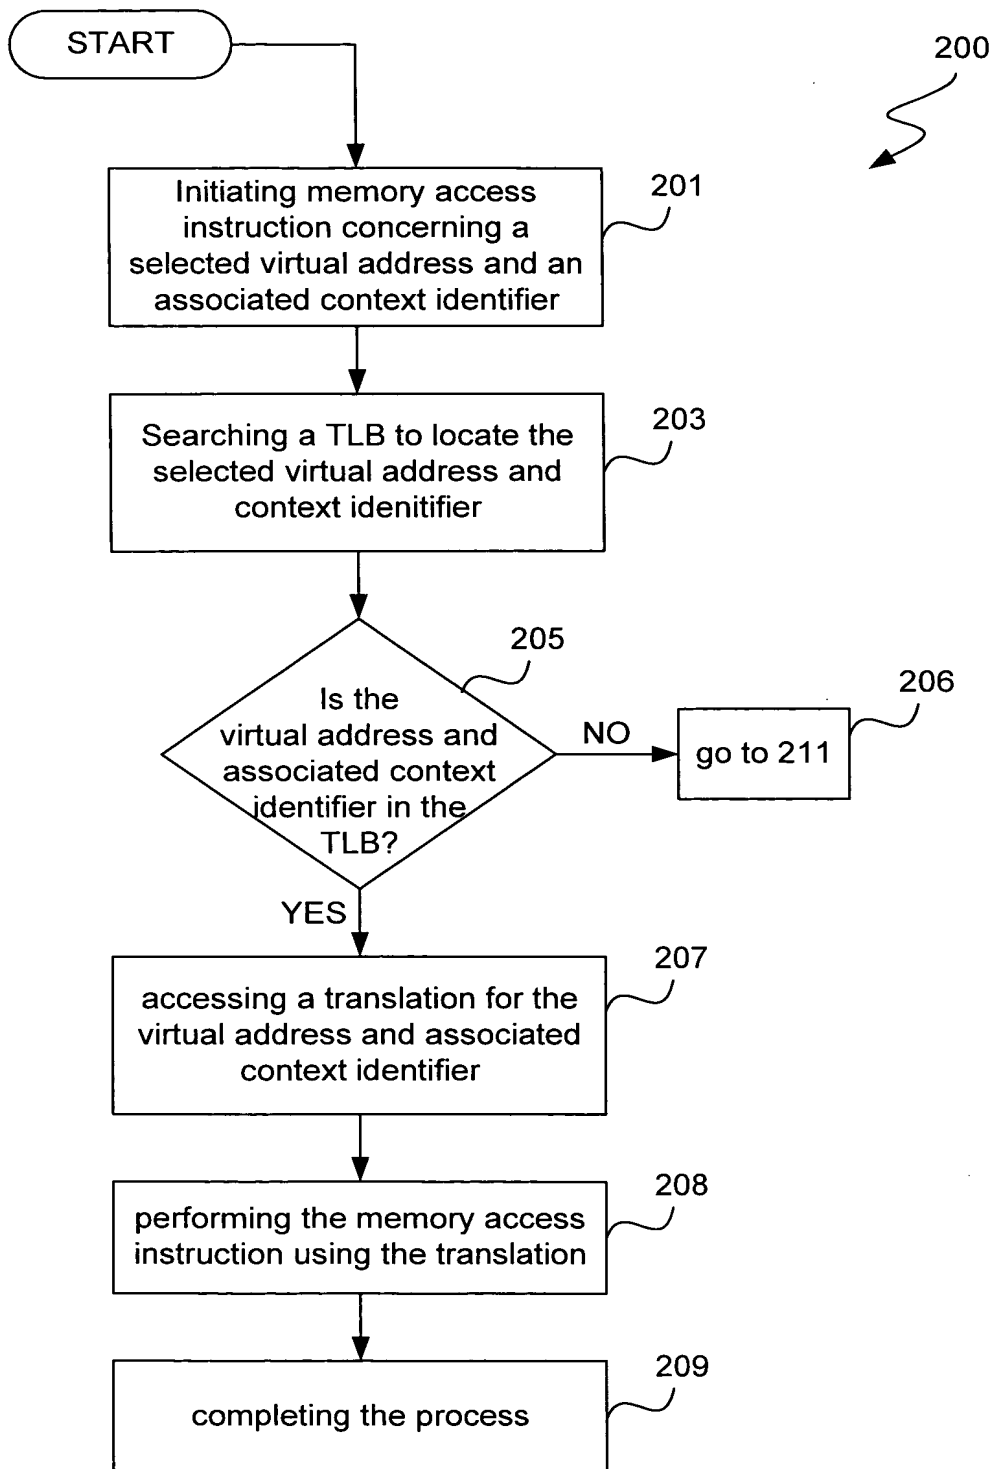 START
200
Initiating memory access
instruction concerning a
selected virtual address and an
associated context identifier
201
Searching a TLB to locate the
selected virtual address and
context idenitifier
203
Is the
virtual address and
associated context
identifier in the
TLB?
205
NO
go to 211
206
YES
accessing a translation for the
virtual address and associated
context identifier
207
performing the memory access
instruction using the translation
208
completing the process
209